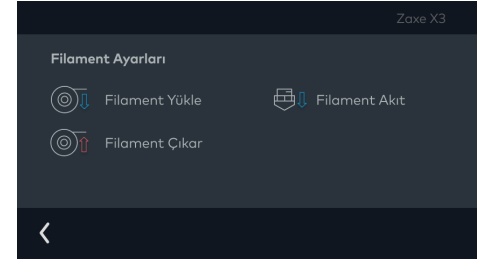 Zaxe X3
Filament Ayarları
Filament Yükle
Filament Akıt
Filament Çıkar